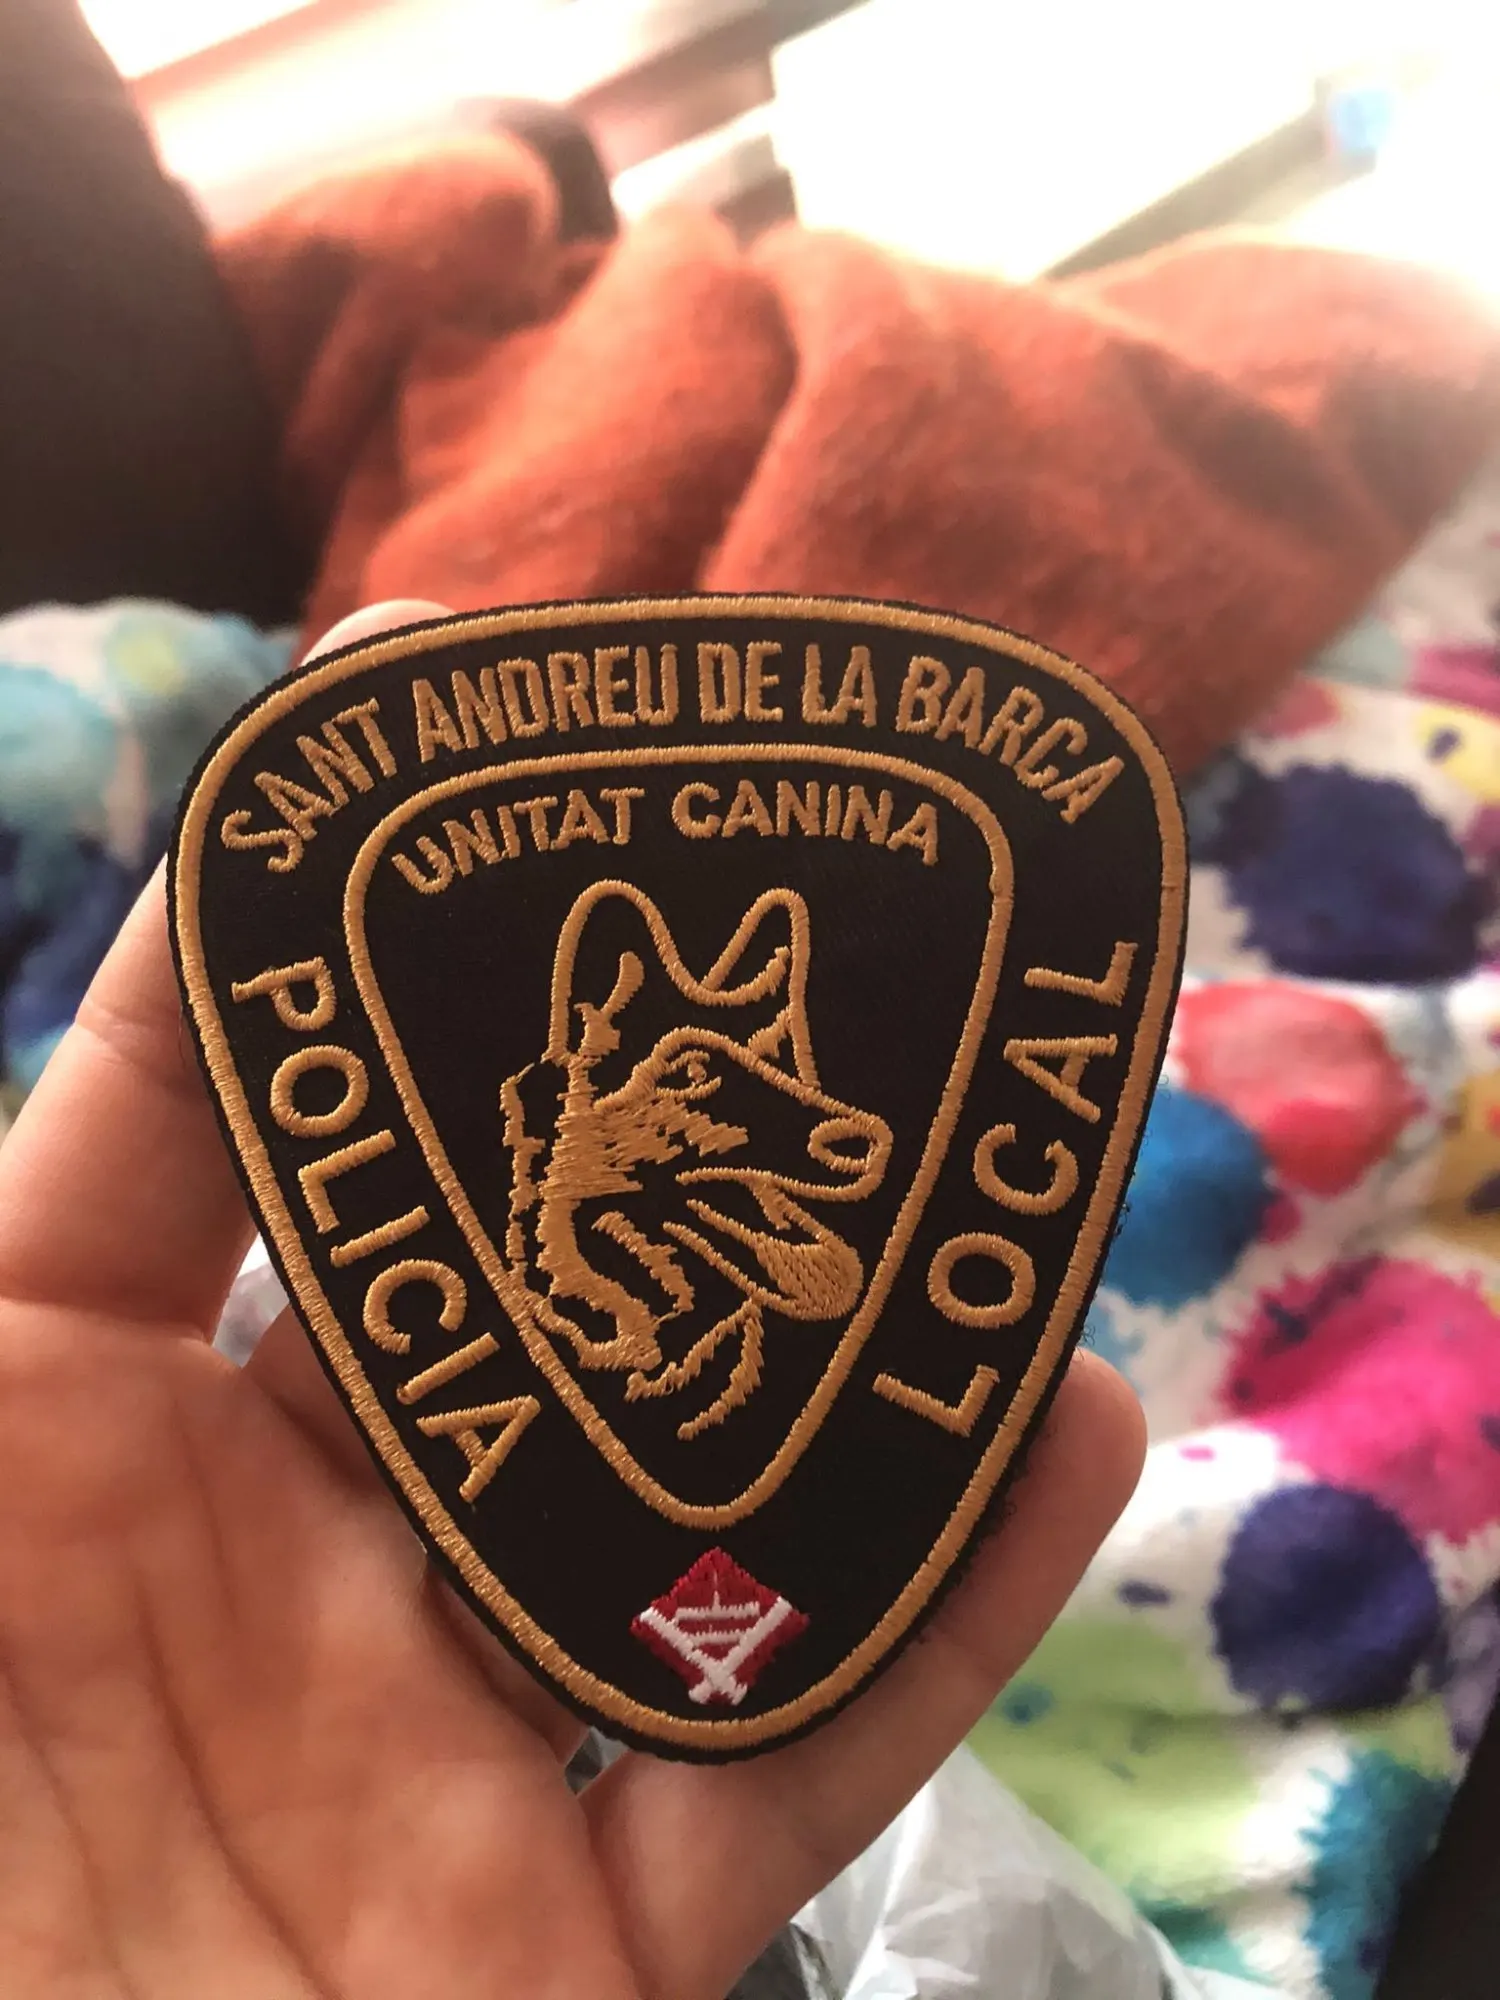 SANT ANDREU DE LA BARCA
UNITAT CANINA
POLICIA
LOCAL